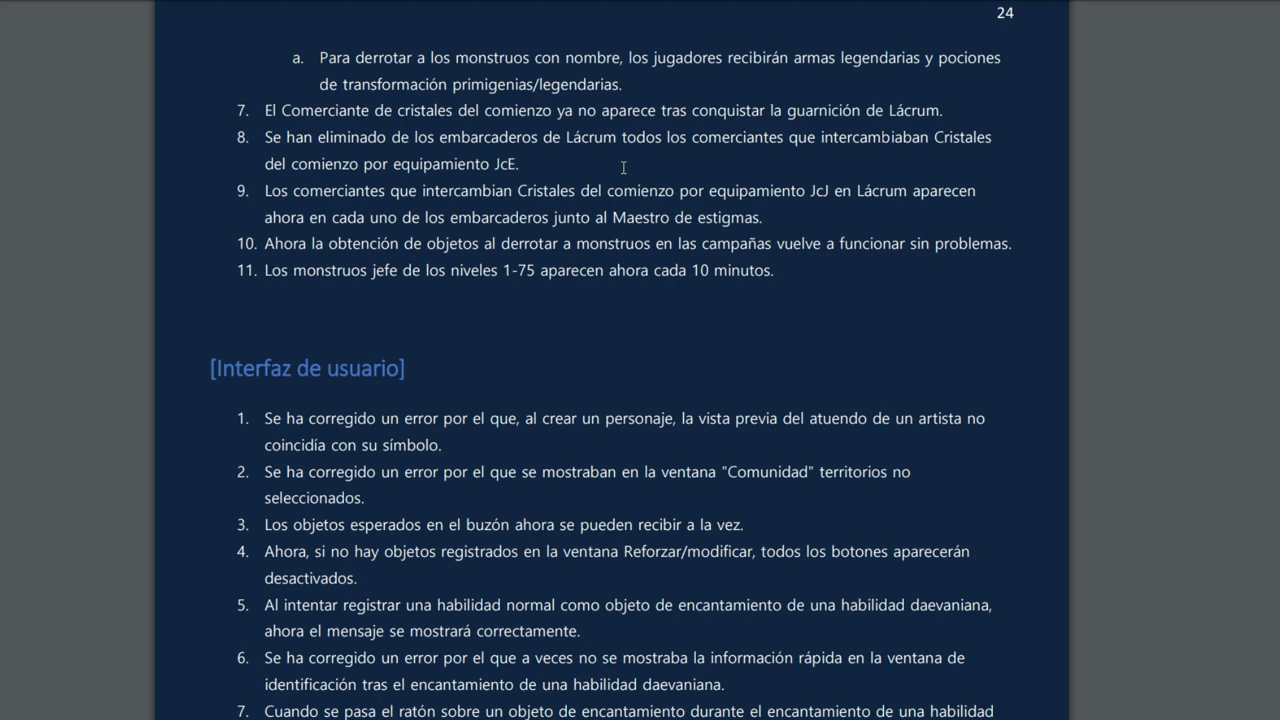 24
a. Para derrotar a los monstruos con nombre, los jugadores recibirán armas legendarias y pociones
de transformación primigenias/legendarias.
7. El Comerciante de cristales del comienzo ya no aparece tras conquistar la guarnición de Lácrum.
8. Se han eliminado de los embarcaderos de Lácrum todos los comerciantes que intercambiaban Cristales
del comienzo por equipamiento JcE.
9. Los comerciantes que intercambian Cristales del comienzo por equipamiento JcJ en Lácrum aparecen
ahora en cada uno de los embarcaderos junto al Maestro de estigmas.
10. Ahora la obtención de objetos al derrotar a monstruos en las campañas vuelve a funcionar sin problemas.
11. Los monstruos jefe de los niveles 1-75 aparecen ahora cada 10 minutos.
[Interfaz de usuario]
1. Se ha corregido un error por el que, al crear un personaje, la vista previa del atuendo de un artista no
coincidía con su símbolo.
2. Se ha corregido un error por el que se mostraban en la ventana "Comunidad" territorios no
seleccionados.
3. Los objetos esperados en el buzón ahora se pueden recibir a la vez.
4. Ahora, si no hay objetos registrados en la ventana Reforzar/modificar, todos los botones aparecerán
desactivados.
5. Al intentar registrar una habilidad normal como objeto de encantamiento de una habilidad daevaniana,
ahora el mensaje se mostrará correctamente.
6. Se ha corregido un error por el que a veces no se mostraba la información rápida en la ventana de
identificación tras el encantamiento de una habilidad daevaniana.
7. Cuando se pasa el ratón sobre un objeto de encantamiento durante el encantamiento de una habilidad